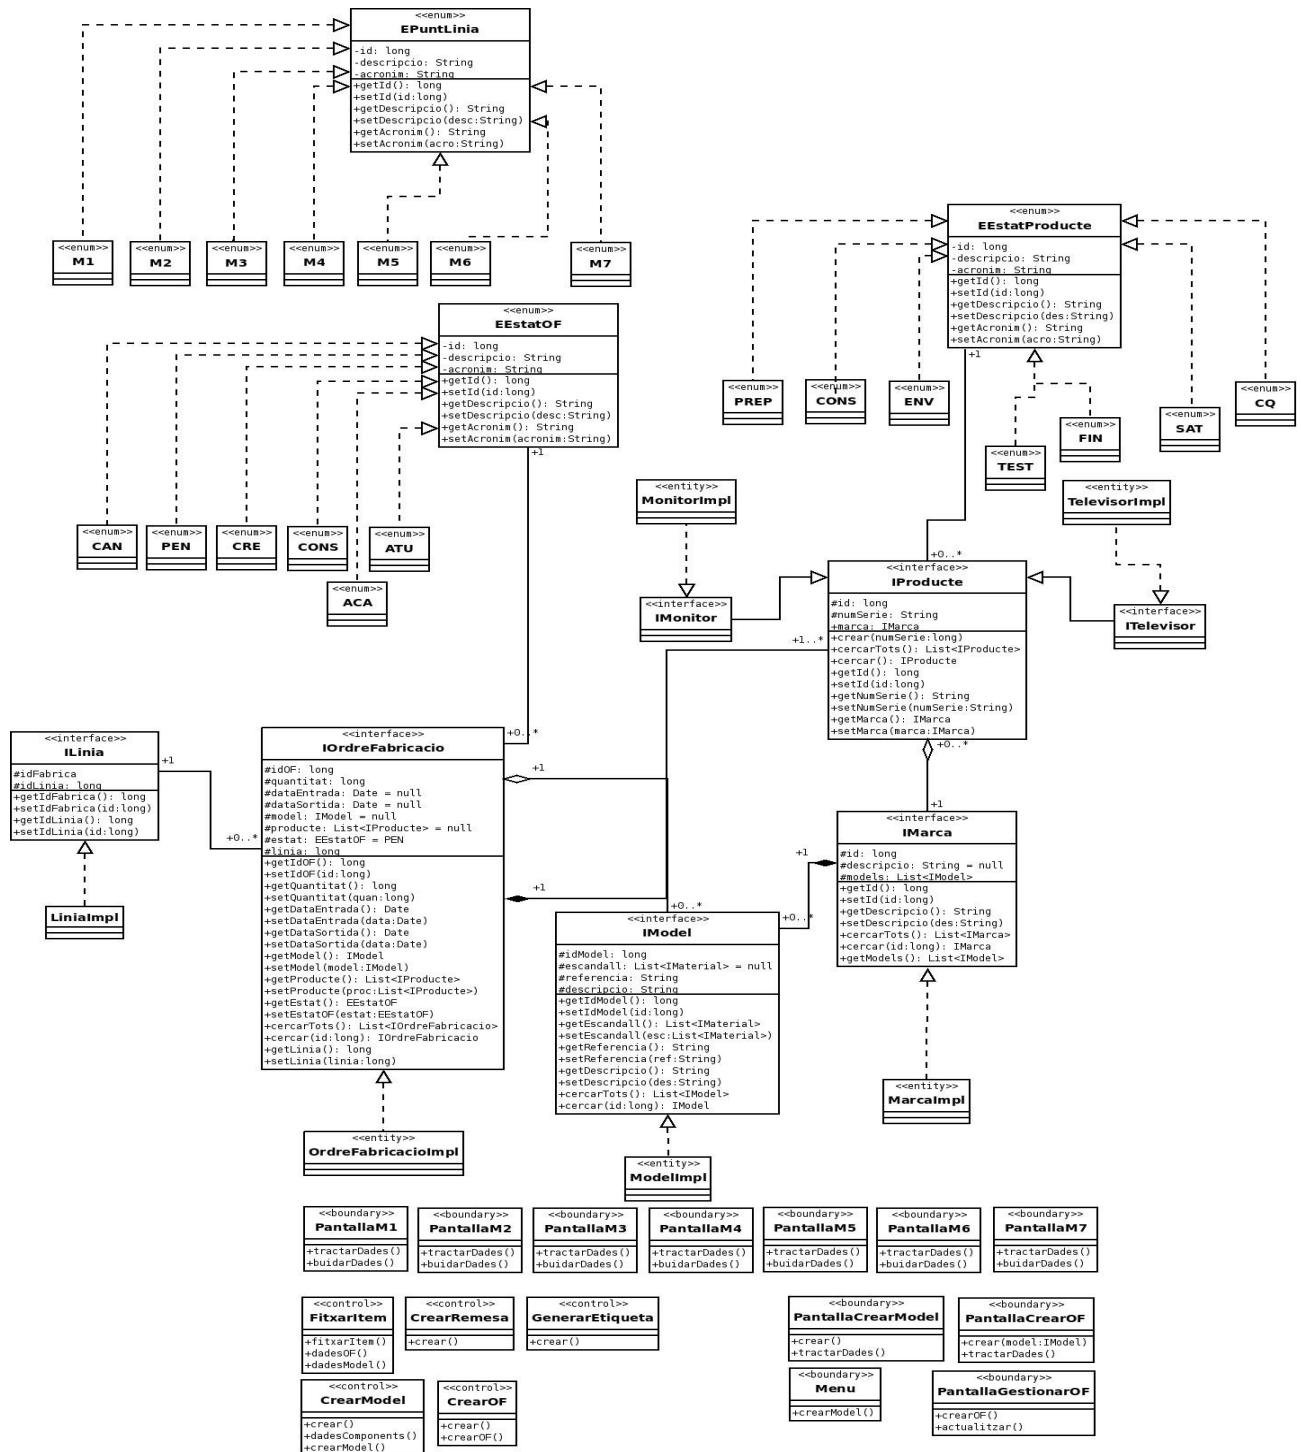 <<enum>>
EPuntLinia
-id: long
-descripcio: String
-acronim: String
+getId(): long
+setId(id:long)
+getDescripcio(): String
+setDescripcio(desc:String)
+getAcronim(): String
+setAcronim(acro:String)
<<enum>>
M1
<<enum>>
M2
<<enum>>
M3
<<enum>>
M4
<<enum>>
M5
<<enum>>
M6
<<enum>>
M7
<<enum>>
EEstatProducte
-id: long
-descripcio: String
-acronim: String
+getId(): long
+setId(id:long)
+getDescripcio(): String
+setDescripcio(des:String)
+getAcronim(): String
+setAcronim(acro:String)
+1
<<enum>>
PREP
<<enum>>
CONS
<<enum>>
ENV
<<enum>>
TEST
<<enum>>
FIN
<<enum>>
SAT
<<enum>>
CQ
<<enum>>
EEstatOF
-id: long
-descripcio: String
-acronim: String
+getId(): long
+setId(id:long)
+getDescripcio(): String
+setDescripcio(desc:String)
+getAcronim(): String
+setAcronim(acronim:String)
+1
<<enum>>
CAN
<<enum>>
PEN
<<enum>>
CRE
<<enum>>
CONS
<<enum>>
ATU
<<enum>>
ACA
<<entity>>
MonitorImpl
<<entity>>
TelevisorImpl
<<interface>>
IMonitor
<<interface>>
ITelevisor
+0..*
<<interface>>
IProducte
#id: long
#numSerie: String
+marca: IMarca
+crear(numSerie:long)
+cercarTots(): List<IProducte>
+cercar(): IProducte
+getId(): long
+setId(id:long)
+getNumSerie(): String
+setNumSerie(numSerie:String)
+getMarca(): IMarca
+setMarca(marca:IMarca)
+1..*
+0..*
+1
<<interface>>
ILinia
#idFabrica
#idLinia: long
+getIdFabrica(): long
+setIdFabrica(id:long)
+getIdLinia(): long
+setIdLinia(id:long)
+1
+0..*
LiniaImpl
<<interface>>
IOrdreFabricacio
#idOF: long
#quantitat: long
#dataEntrada: Date = null
#dataSortida: Date = null
#model: IModel = null
#producte: List<IProducte> = null
#estat: EEstatOF = PEN
#linia: long
+getIdOF(): long
+setIdOF(id:long)
+getQuantitat(): long
+setQuantitat(quan:long)
+getDataEntrada(): Date
+setDataEntrada(data:Date)
+getDataSortida(): Date
+setDataSortida(data:Date)
+getModel(): IModel
+setModel(model:IModel)
+getProducte(): List<IProducte>
+setProducte(proc:List<IProducte>)
+getEstat(): EEstatOF
+setEstatOF(estat:EEstatOF)
+cercarTots(): List<IOrdreFabricacio>
+cercar(id:long): IOrdreFabricacio
+getLinia(): long
+setLinia(linia:long)
+0..*
+1
+1
<<entity>>
OrdreFabricacioImpl
+0..*
<<interface>>
IModel
#idModel: long
#escandall: List<IMaterial> = null
#referencia: String
#descripcio: String
+getIdModel(): long
+setIdModel(id:long)
+getEscandall(): List<IMaterial>
+setEscandall(esc:List<IMaterial>)
+getReferencia(): String
+setReferencia(ref:String)
+getDescripcio(): String
+setDescripcio(des:String)
+cercarTots(): List<IModel>
+cercar(id:long): IModel
+0..*
+1
<<entity>>
ModelImpl
<<interface>>
IMarca
#id: long
#descripcio: String = null
#models: List<IModel>
+getId(): long
+setId(id:long)
+getDescripcio(): String
+setDescripcio(des:String)
+cercarTots(): List<IMarca>
+cercar(id:long): IMarca
+getModels(): List<IModel>
<<entity>>
MarcaImpl
<<boundary>>
PantallaM1
+tractarDades()
+buidarDades()
<<boundary>>
PantallaM2
+tractarDades()
+buidarDades()
<<boundary>>
PantallaM3
+tractarDades()
+buidarDades()
<<boundary>>
PantallaM4
+tractarDades()
+buidarDades()
<<boundary>>
PantallaM5
+tractarDades()
+buidarDades()
<<boundary>>
PantallaM6
+tractarDades()
+buidarDades()
<<boundary>>
PantallaM7
+tractarDades()
+buidarDades()
<<control>>
FitxarItem
+fitxarItem()
+dadesOF()
+dadesModel()
<<control>>
CrearRemesa
+crear()
<<control>>
GenerarEtiqueta
+crear()
<<boundary>>
PantallaCrearModel
+crear()
+tractarDades()
<<boundary>>
PantallaCrearOF
+crear(model:IModel)
+tractarDades()
<<control>>
CrearModel
+crear()
+dadesComponents()
+crearModel()
<<control>>
CrearOF
+crear()
+crearOF()
<<boundary>>
Menu
+crearModel()
<<boundary>>
PantallaGestionarOF
+crearOF()
+actualitzar()